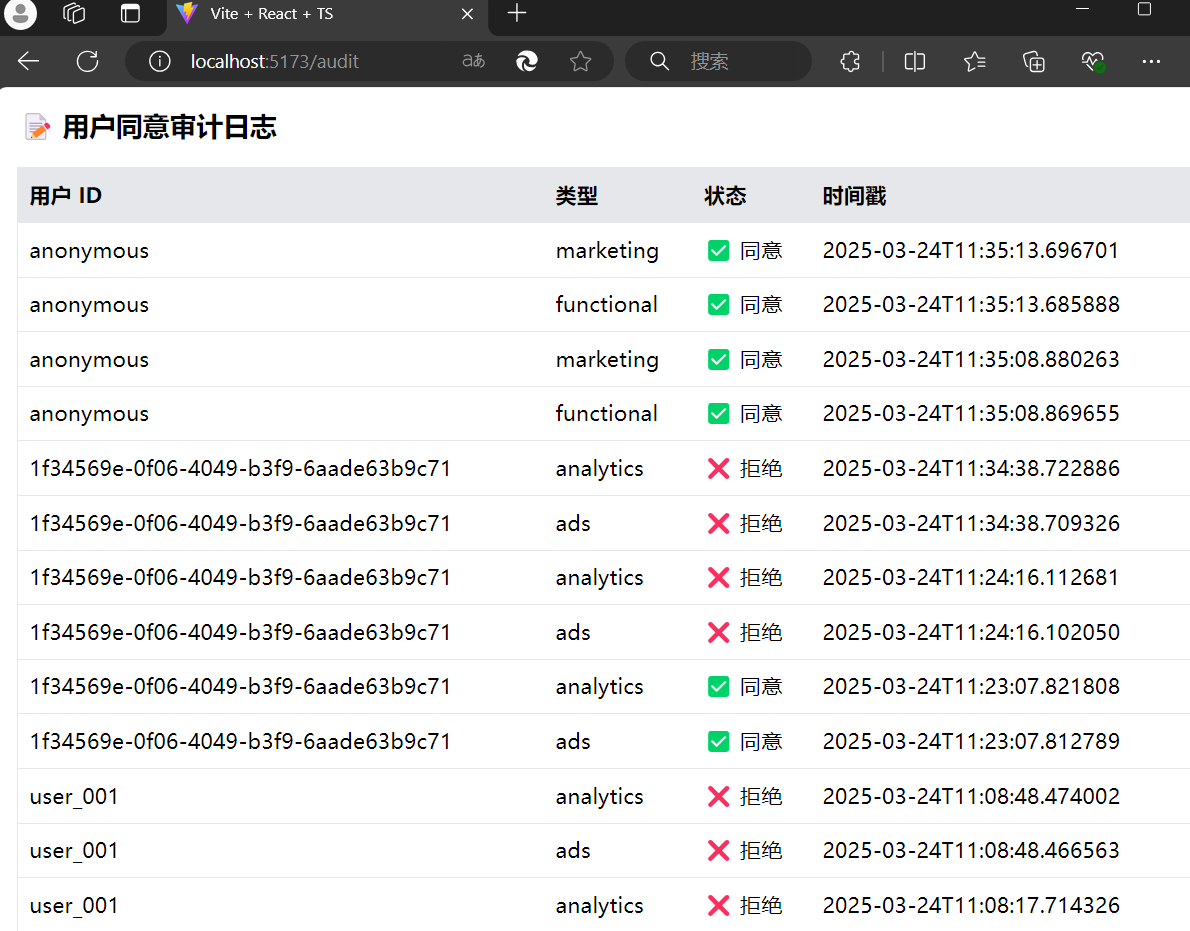 Vite + React + TS
localhost:5173/audit
aあ
搜索
📝 用户同意审计日志
用户 ID 类型 状态 时间戳
anonymous marketing ✅ 同意 2025-03-24T11:35:13.696701
anonymous functional ✅ 同意 2025-03-24T11:35:13.685888
anonymous marketing ✅ 同意 2025-03-24T11:35:08.880263
anonymous functional ✅ 同意 2025-03-24T11:35:08.869655
1f34569e-0f06-4049-b3f9-6aade63b9c71 analytics ❌ 拒绝 2025-03-24T11:34:38.722886
1f34569e-0f06-4049-b3f9-6aade63b9c71 ads ❌ 拒绝 2025-03-24T11:34:38.709326
1f34569e-0f06-4049-b3f9-6aade63b9c71 analytics ❌ 拒绝 2025-03-24T11:24:16.112681
1f34569e-0f06-4049-b3f9-6aade63b9c71 ads ❌ 拒绝 2025-03-24T11:24:16.102050
1f34569e-0f06-4049-b3f9-6aade63b9c71 analytics ✅ 同意 2025-03-24T11:23:07.821808
1f34569e-0f06-4049-b3f9-6aade63b9c71 ads ✅ 同意 2025-03-24T11:23:07.812789
user_001 analytics ❌ 拒绝 2025-03-24T11:08:48.474002
user_001 ads ❌ 拒绝 2025-03-24T11:08:48.466563
user_001 analytics ❌ 拒绝 2025-03-24T11:08:17.714326